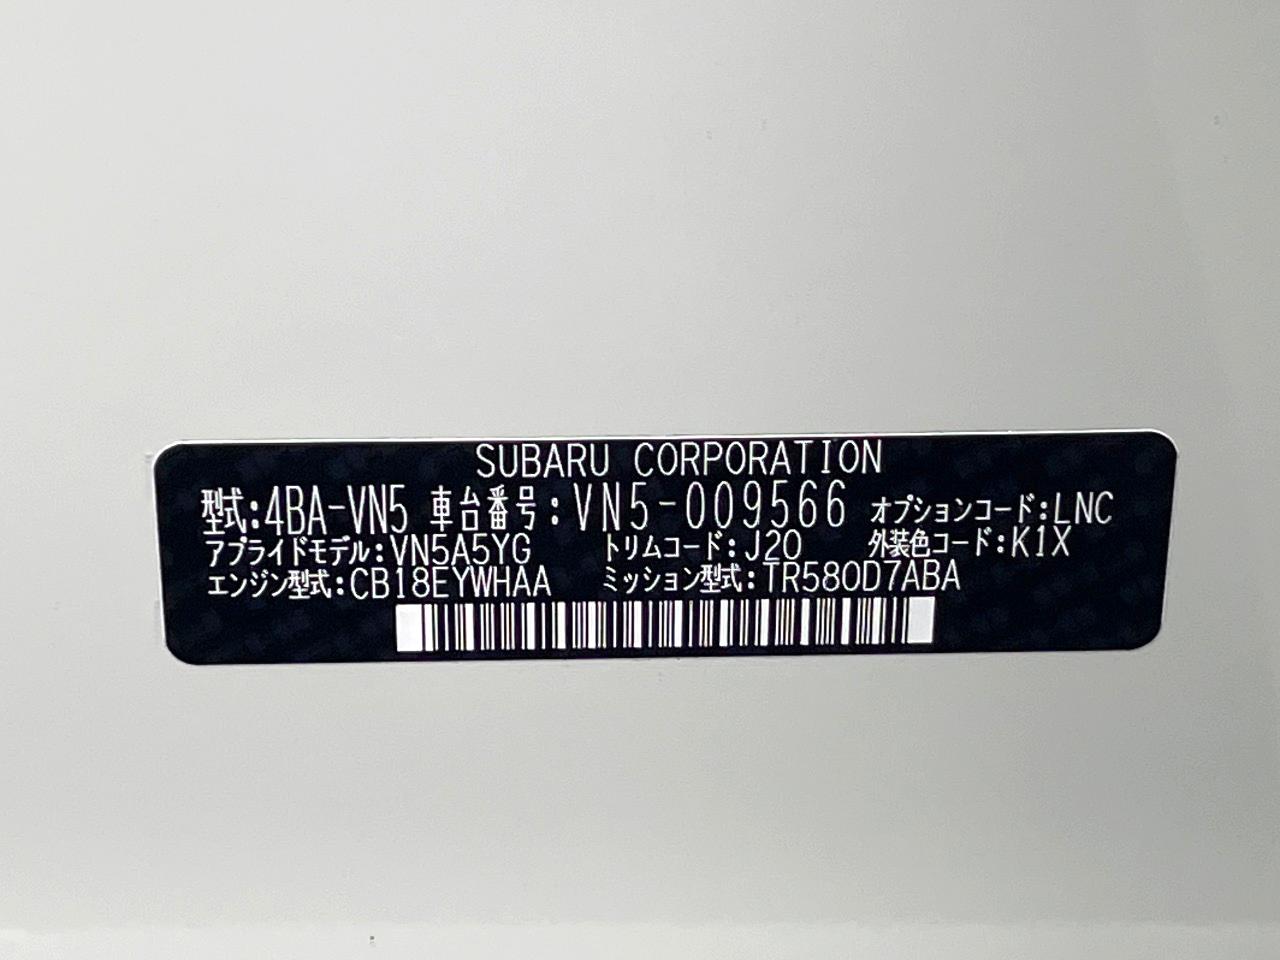 SUBARU CORPORATION
型式:4BA-VN5 車台番号:VN5-009566 オプションコード:LNC
アプライドモデル:VN5A5YG トリムコード:J20 外装色コード:K1X
エンジン型式:CB18EYWHAA ミッション型式:TR580D7ABA